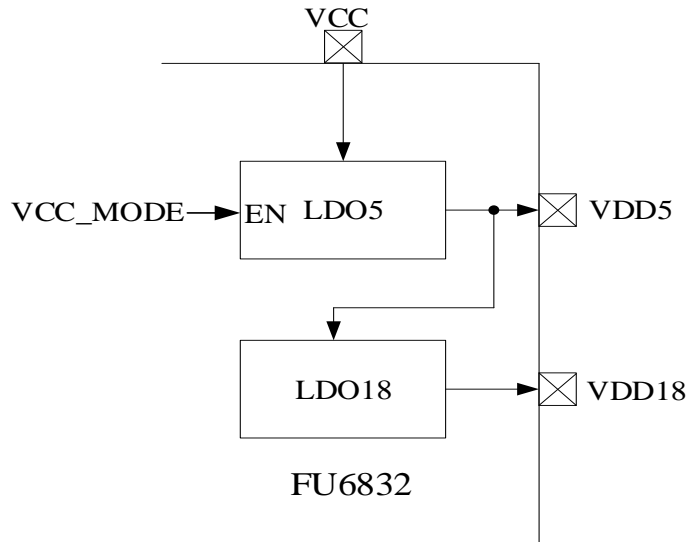 VCC
VCC_MODE
EN
LDO5
VDD5
LDO18
VDD18
FU6832